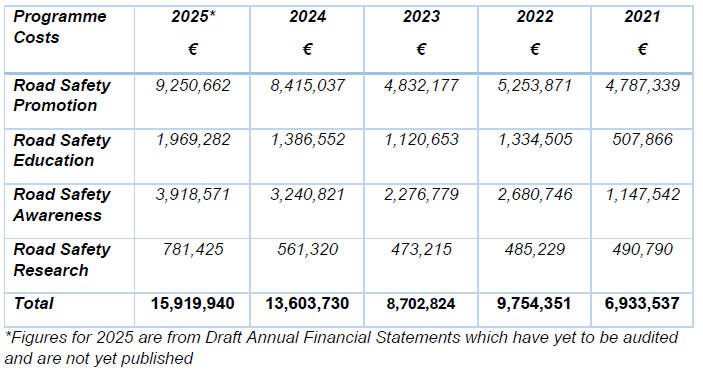 Programme Costs 2025* € 2024 € 2023 € 2022 € 2021 €
Road Safety Promotion 9,250,662 8,415,037 4,832,177 5,253,871 4,787,339
Road Safety Education 1,969,282 1,386,552 1,120,653 1,334,505 507,866
Road Safety Awareness 3,918,571 3,240,821 2,276,779 2,680,746 1,147,542
Road Safety Research 781,425 561,320 473,215 485,229 490,790
Total 15,919,940 13,603,730 8,702,824 9,754,351 6,933,537
*Figures for 2025 are from Draft Annual Financial Statements which have yet to be audited
and are not yet published